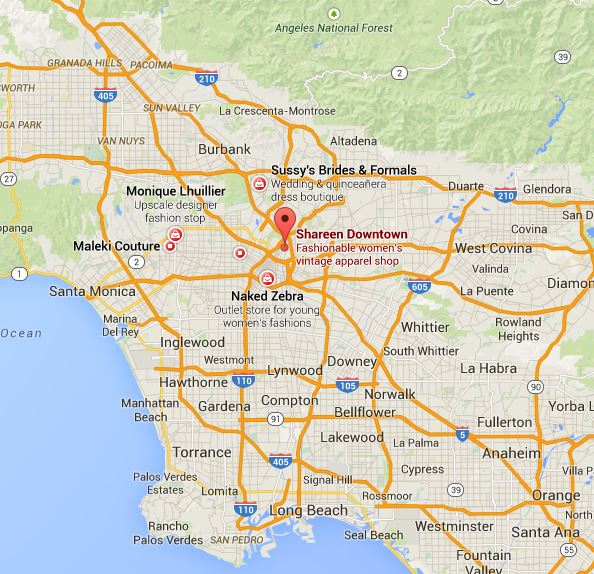 Angeles National Forest
GRANADA HILLS
PACOIMA
2
39
210
405
SWORTH
SUN VALLEY
La Crescenta-Montrose
OGA PARK
VAN NUYS
Burbank
Altadena
27
Sussy's Brides & Formals
Wedding & quinceañera
dress boutique
Monique Lhuillier
Upscale designer
fashion stop
Duarte
210
Glendora
opanga
Maleki Couture
Shareen Downtown
Fashionable women's
vintage apparel shop
Covina
West Covina
2
1
Valinda
Diamon
Santa Monica
Naked Zebra
Outlet store for young
women's fashions
605
La Puente
Ocean
Marina
Del Rey
Inglewood
Whittier
Rowland
Heights
Westmont
Downey
South Whittier
Hawthorne
110
Lynwood
105
La Habra
Manhattan
Beach
Gardena
Compton
Norwalk
90
Yorba L
91
Bellflower
Fullerton
Lakewood
La Palma
5
Torrance
405
Anaheim
Cypress
Villa P
Palos Verdes
Estates
Lomita
Signal Hill
39
Rossmoor
Orange
110
Long Beach
Rancho
Palos Verdes
SAN PEDRO
Seal Beach
Westminster
Santa Ana
Fountain
Valley
55